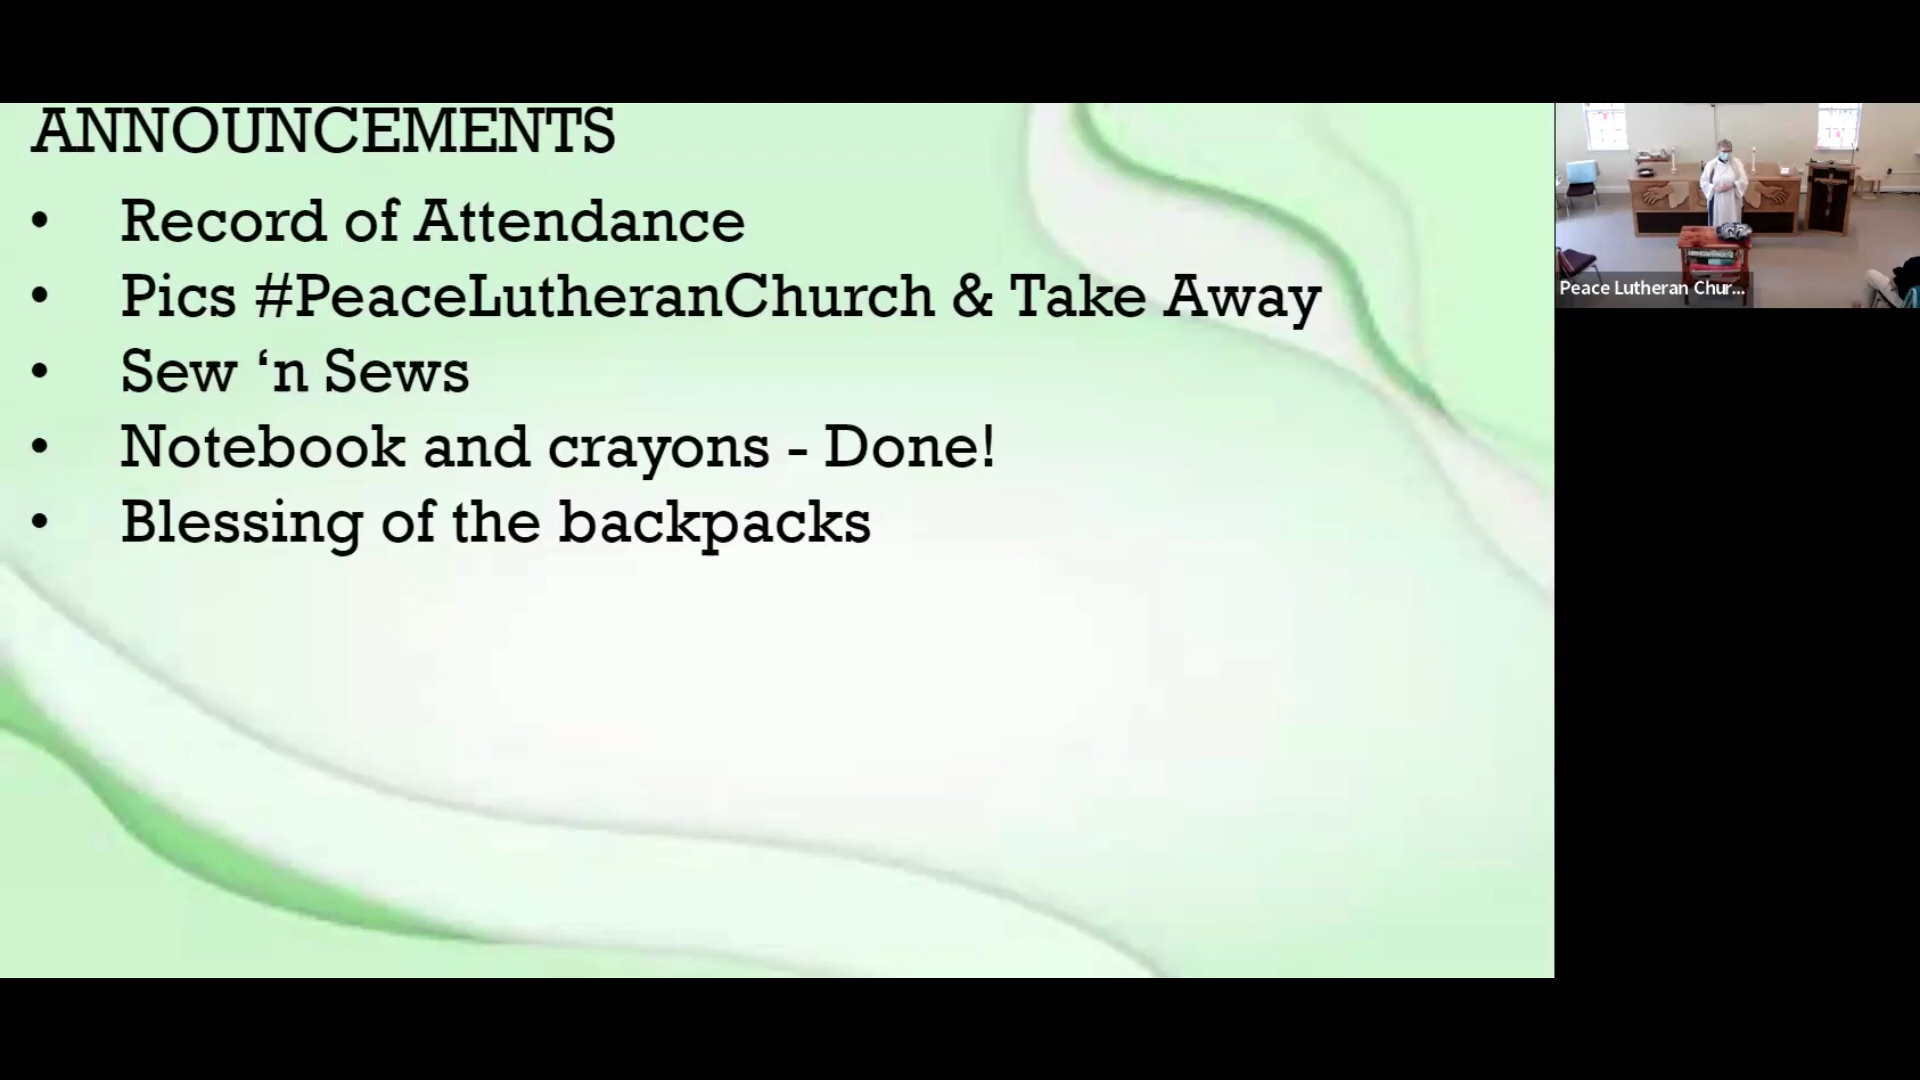 ANNOUNCEMENTS
• Record of Attendance
• Pics #PeaceLutheranChurch & Take Away
• Sew ‘n Sews
• Notebook and crayons - Done!
• Blessing of the backpacks
Peace Lutheran Chur...